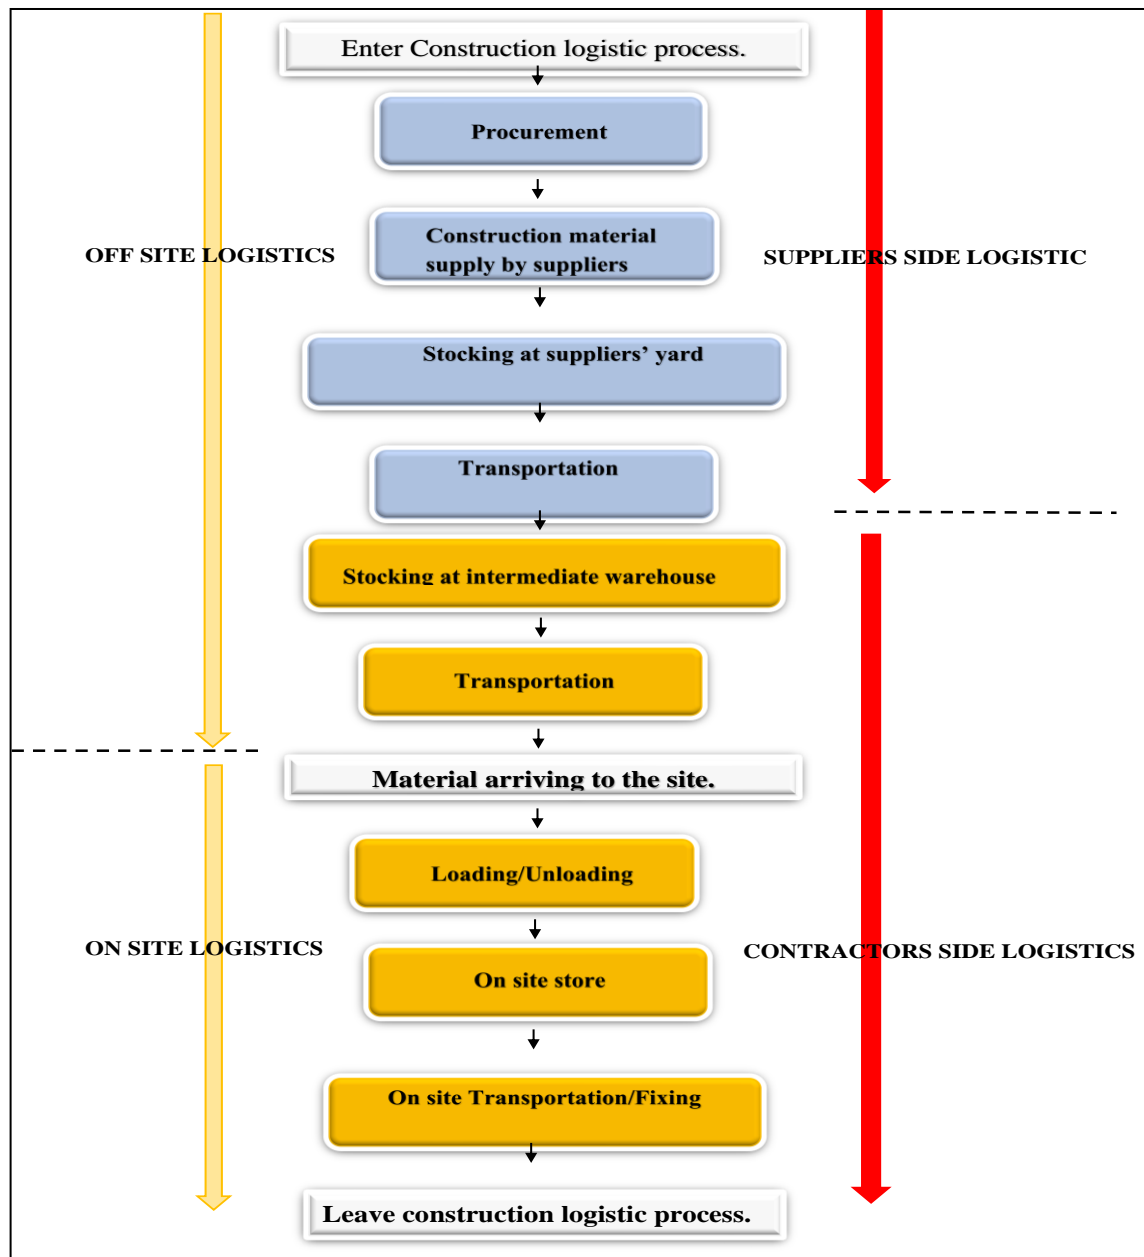 Enter Construction logistic process.
Procurement
Construction material
supply by suppliers
OFF SITE LOGISTICS
SUPPLIERS SIDE LOGISTIC
Stocking at suppliers’ yard
Transportation
Stocking at intermediate warehouse
Transportation
Material arriving to the site.
Loading/Unloading
ON SITE LOGISTICS
CONTRACTORS SIDE LOGISTICS
On site store
On site Transportation/Fixing
Leave construction logistic process.